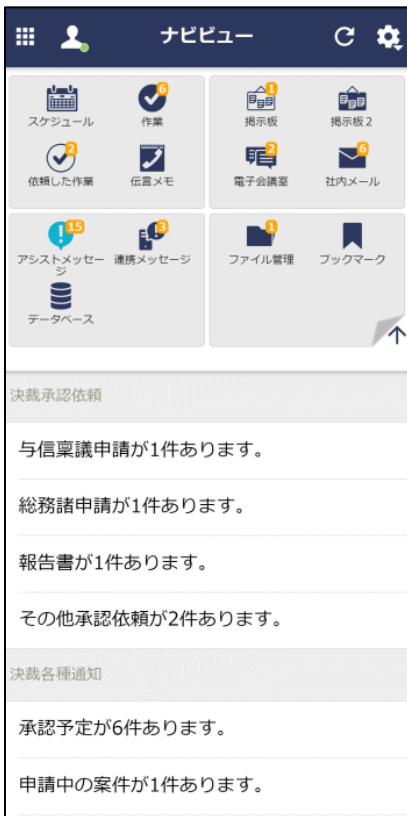 ナビビュー
6
1
スケジュール
作業
掲示板
掲示板2
2
2
6
依頼した作業
伝言メモ
電子会議室
社内メール
15
3
1
アシストメッセージ
連携メッセージ
ファイル管理
ブックマーク
データベース
決裁承認依頼
与信稟議申請が1件あります。
総務諸申請が1件あります。
報告書が1件あります。
その他承認依頼が2件あります。
決裁各種通知
承認予定が6件あります。
申請中の案件が1件あります。